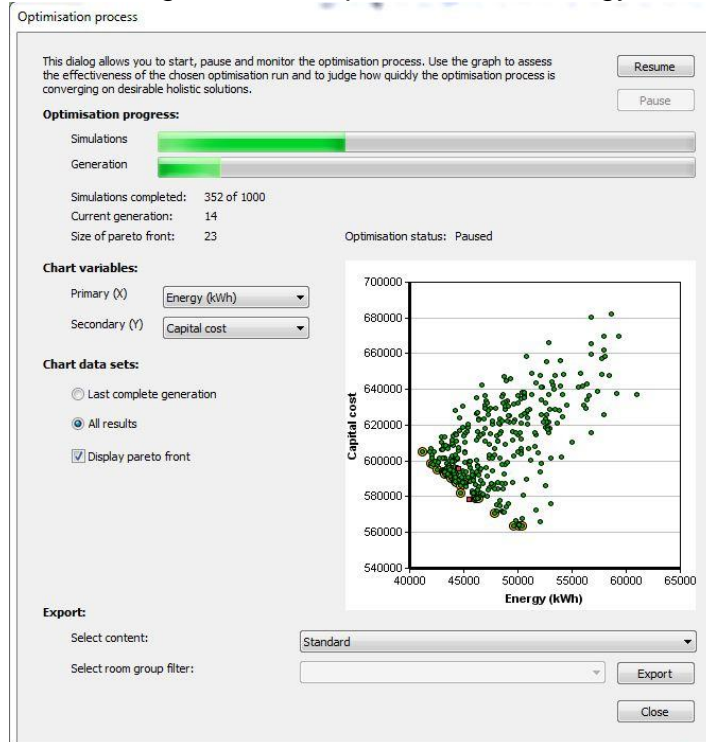 Optimisation process
This dialog allows you to start, pause and monitor the optimisation process. Use the graph to assess
the effectiveness of the chosen optimisation run and to judge how quickly the optimisation process is
converging on desirable holistic solutions.
Resume
Pause
Optimisation progress:
Simulations
Generation
Simulations completed: 352 of 1000
Current generation: 14
Size of pareto front: 23
Optimisation status: Paused
Chart variables:
Primary (X) Energy (kWh)
Secondary (Y) Capital cost
Chart data sets:
Last complete generation
All results
Display pareto front
700000
680000
660000
640000
620000
600000
580000
560000
540000
Capital cost
40000 45000 50000 55000 60000 65000
Energy (kWh)
Export:
Select content: Standard
Select room group filter:
Export
Close